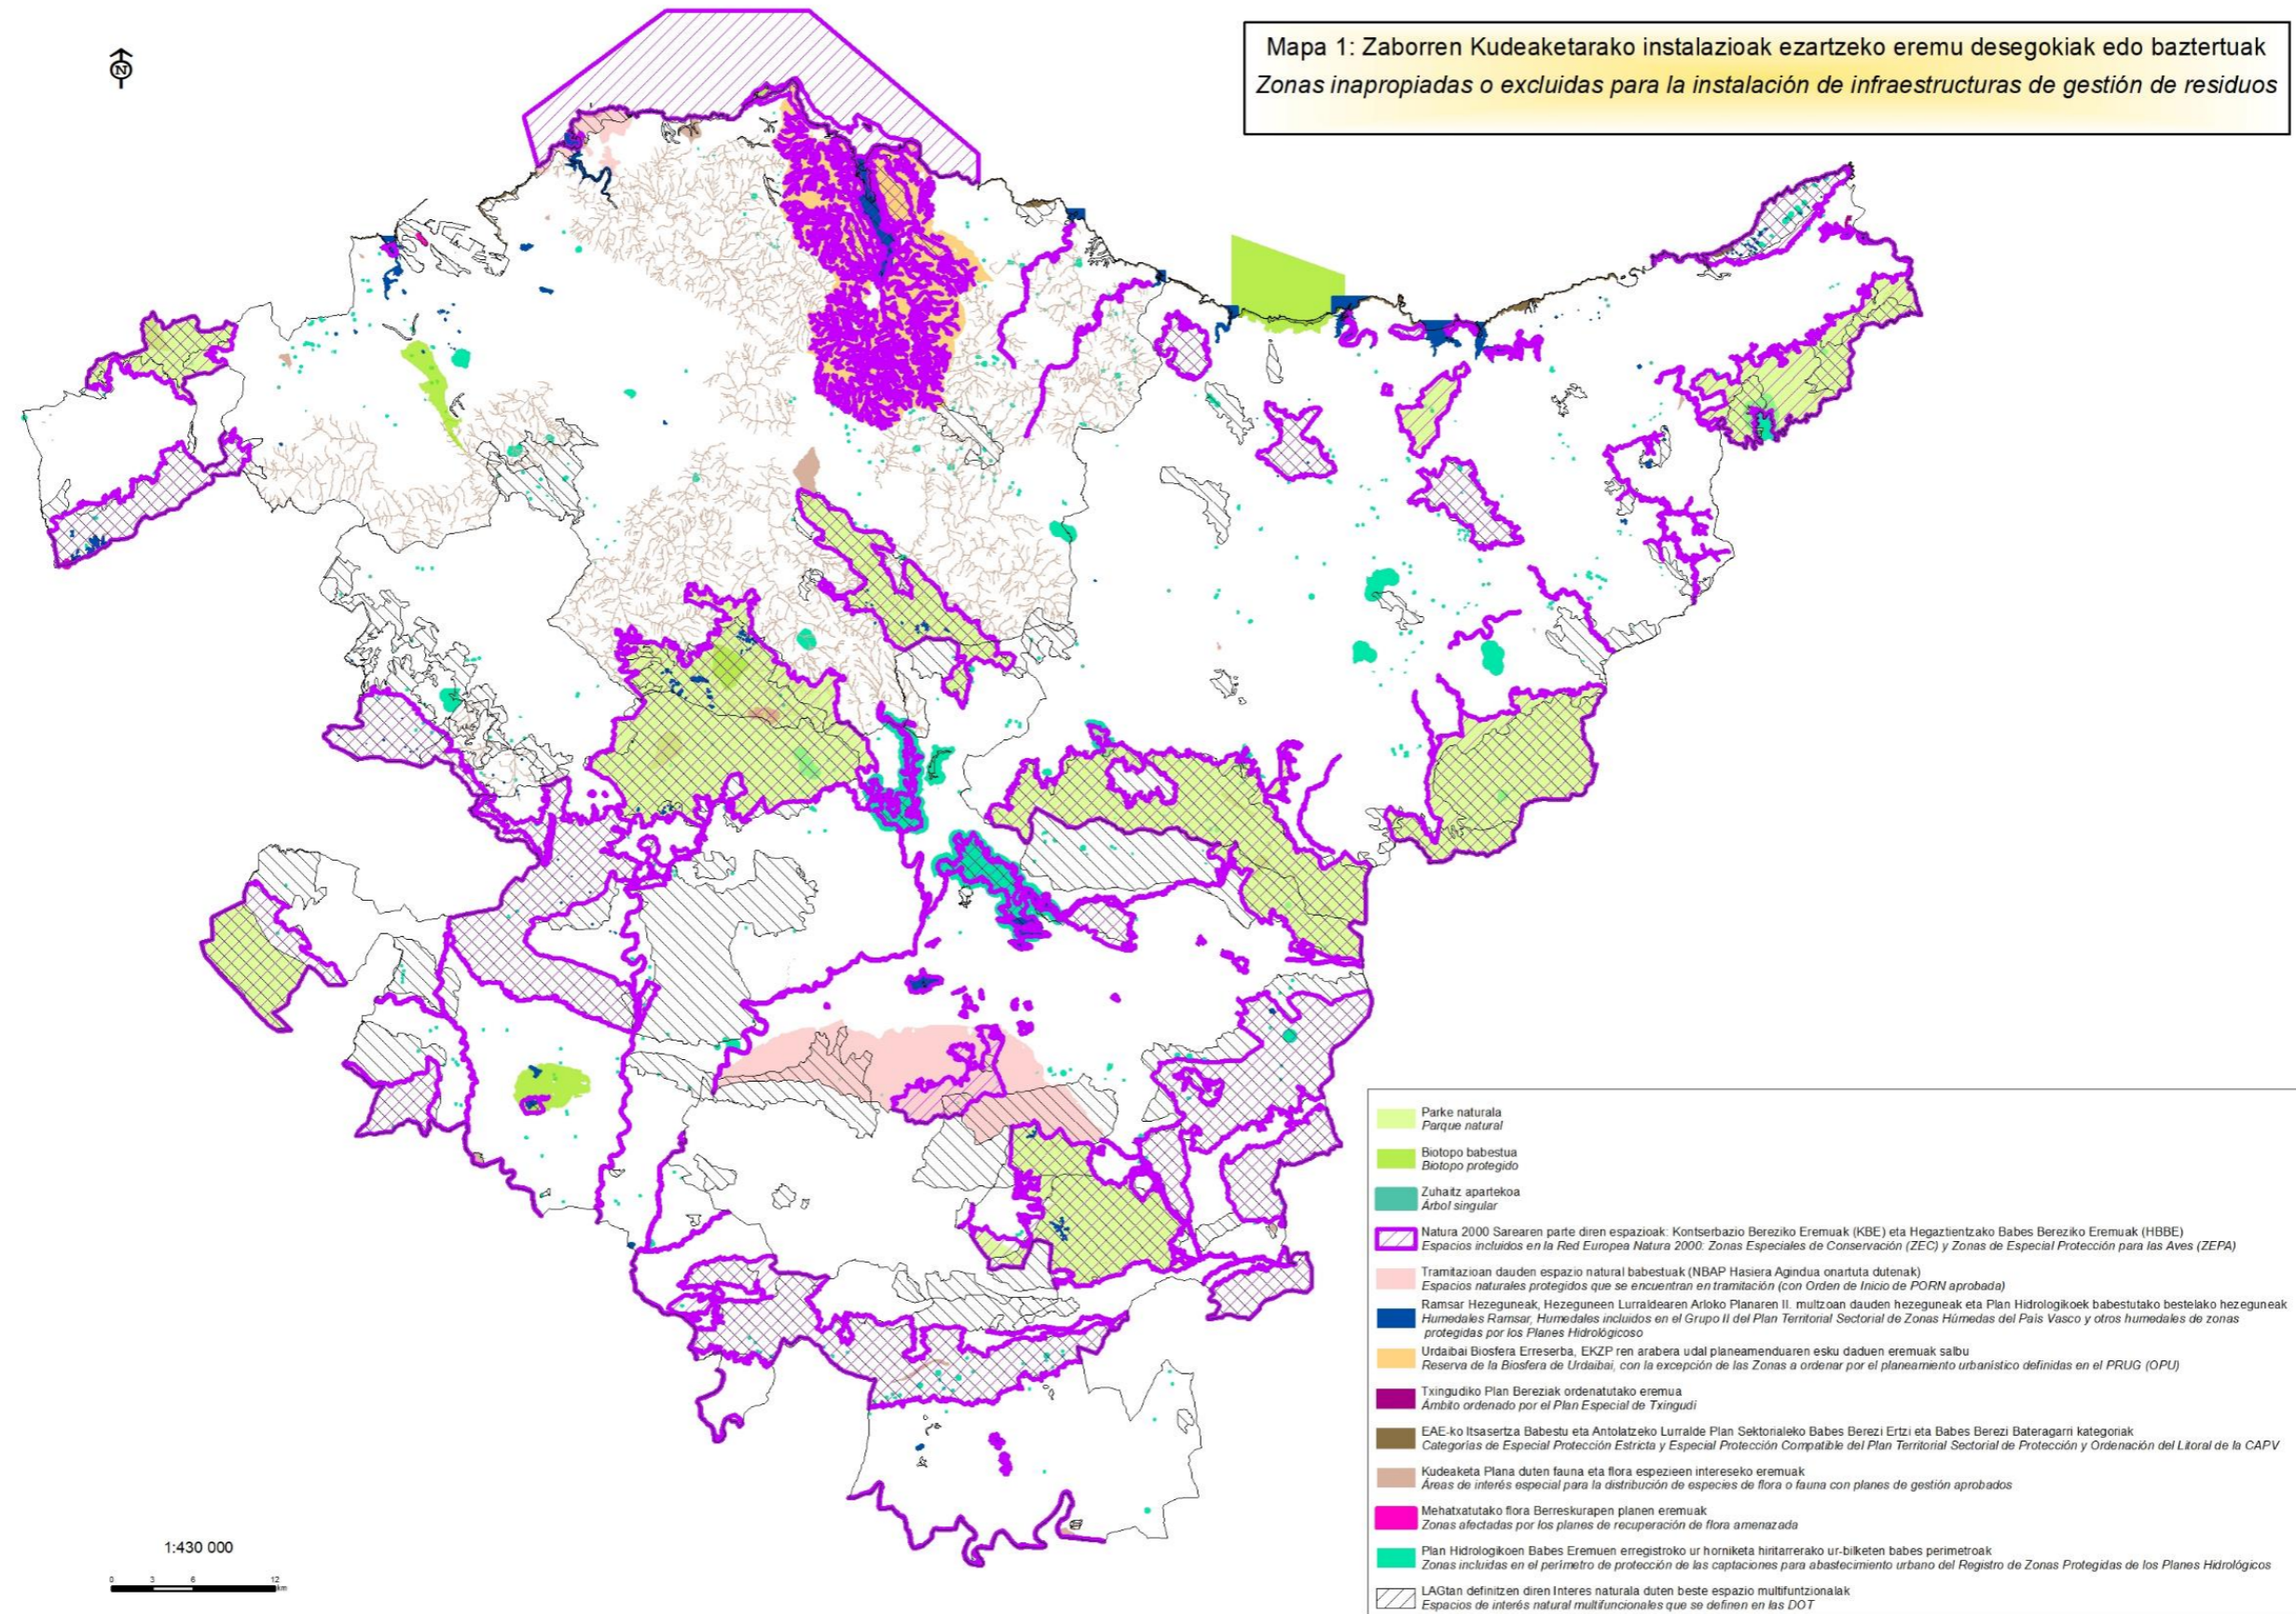 N
Mapa 1: Zaborren Kudeaketarako instalazioak ezartzeko eremu desegokiak edo baztertuak
Zonas inapropiadas o excluidas para la instalación de infraestructuras de gestión de residuos
Parke naturala
Parque natural
Biotopo babestua
Biotopo protegido
Zuhaitz apartekoa
Árbol singular
Natura 2000 Sarearen parte diren espazioak: Kontserbazio Bereziko Eremuak (KBE) eta Hegaztientzako Babes Bereziko Eremuak (HBBE)
Espacios incluidos en la Red Europea Natura 2000: Zonas Especiales de Conservación (ZEC) y Zonas de Especial Protección para las Aves (ZEPA)
Tramitazioan dauden espazio natural babestuak (NBAP Hasiera Agindua onartuta dutenak)
Espacios naturales protegidos que se encuentran en tramitación (con Orden de Inicio de PORN aprobada)
Ramsar Hezeguneak, Hezeguneen Lurraldearen Arloko Planaren II. multzoan dauden hezeguneak eta Plan Hidrologikoek babestutako bestelako hezeguneak
Humedales Ramsar, Humedales incluidos en el Grupo II del Plan Territorial Sectorial de Zonas Húmedas del País Vasco y otros humedales de zonas
protegidas por los Planes Hidrológicoso
Urdaibai Biosfera Erreserba, EKZP ren arabera udal planeamenduaren esku daduen eremuak salbu
Reserva de la Biosfera de Urdaibai, con la excepción de las Zonas a ordenar por el planeamiento urbanístico definidas en el PRUG (OPU)
Txingudiko Plan Bereziak ordenatutako eremua
Ámbito ordenado por el Plan Especial de Txingudi
EAE-ko Itsasertza Babestu eta Antolatzeko Lurralde Plan Sektorialeko Babes Berezi Ertzi eta Babes Berezi Bateragarri kategoriak
Categorías de Especial Protección Estricta y Especial Protección Compatible del Plan Territorial Sectorial de Protección y Ordenación del Litoral de la CAPV
Kudeaketa Plana duten fauna eta flora espezieen intereseko eremuak
Áreas de interés especial para la distribución de especies de flora o fauna con planes de gestión aprobados
Mehatxatutako flora Berreskurapen planen eremuak
Zonas afectadas por los planes de recuperación de flora amenazada
Plan Hidrologikoen Babes Eremuen erregistroko ur horniketa hiritarrerako ur-bilketen babes perimetroak
Zonas incluidas en el perímetro de protección de las captaciones para abastecimiento urbano del Registro de Zonas Protegidas de los Planes Hidrológicos
LAGtan definitzen diren Interes naturala duten beste espazio multifuntzionalak
Espacios de interés natural multifuncionales que se definen en las DOT
1:430 000
0 3 6 12
km